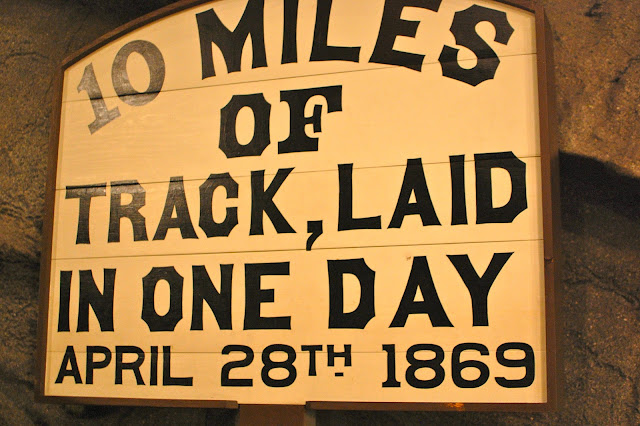 10 MILES
OF
TRACK, LAID
IN ONE DAY
APRIL 28TH 1869